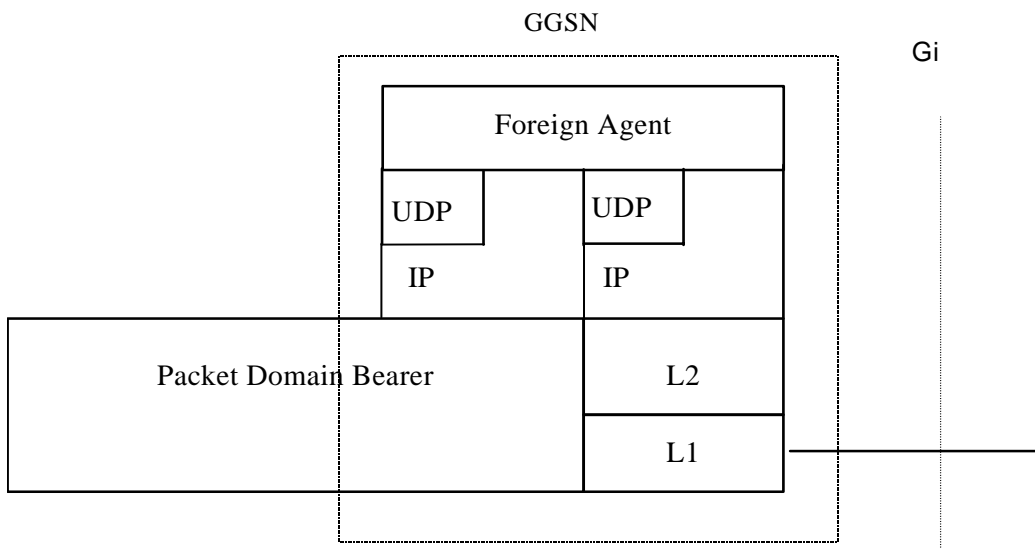 GGSN
Gi
Foreign Agent
UDP
UDP
IP
IP
Packet Domain Bearer
L2
L1